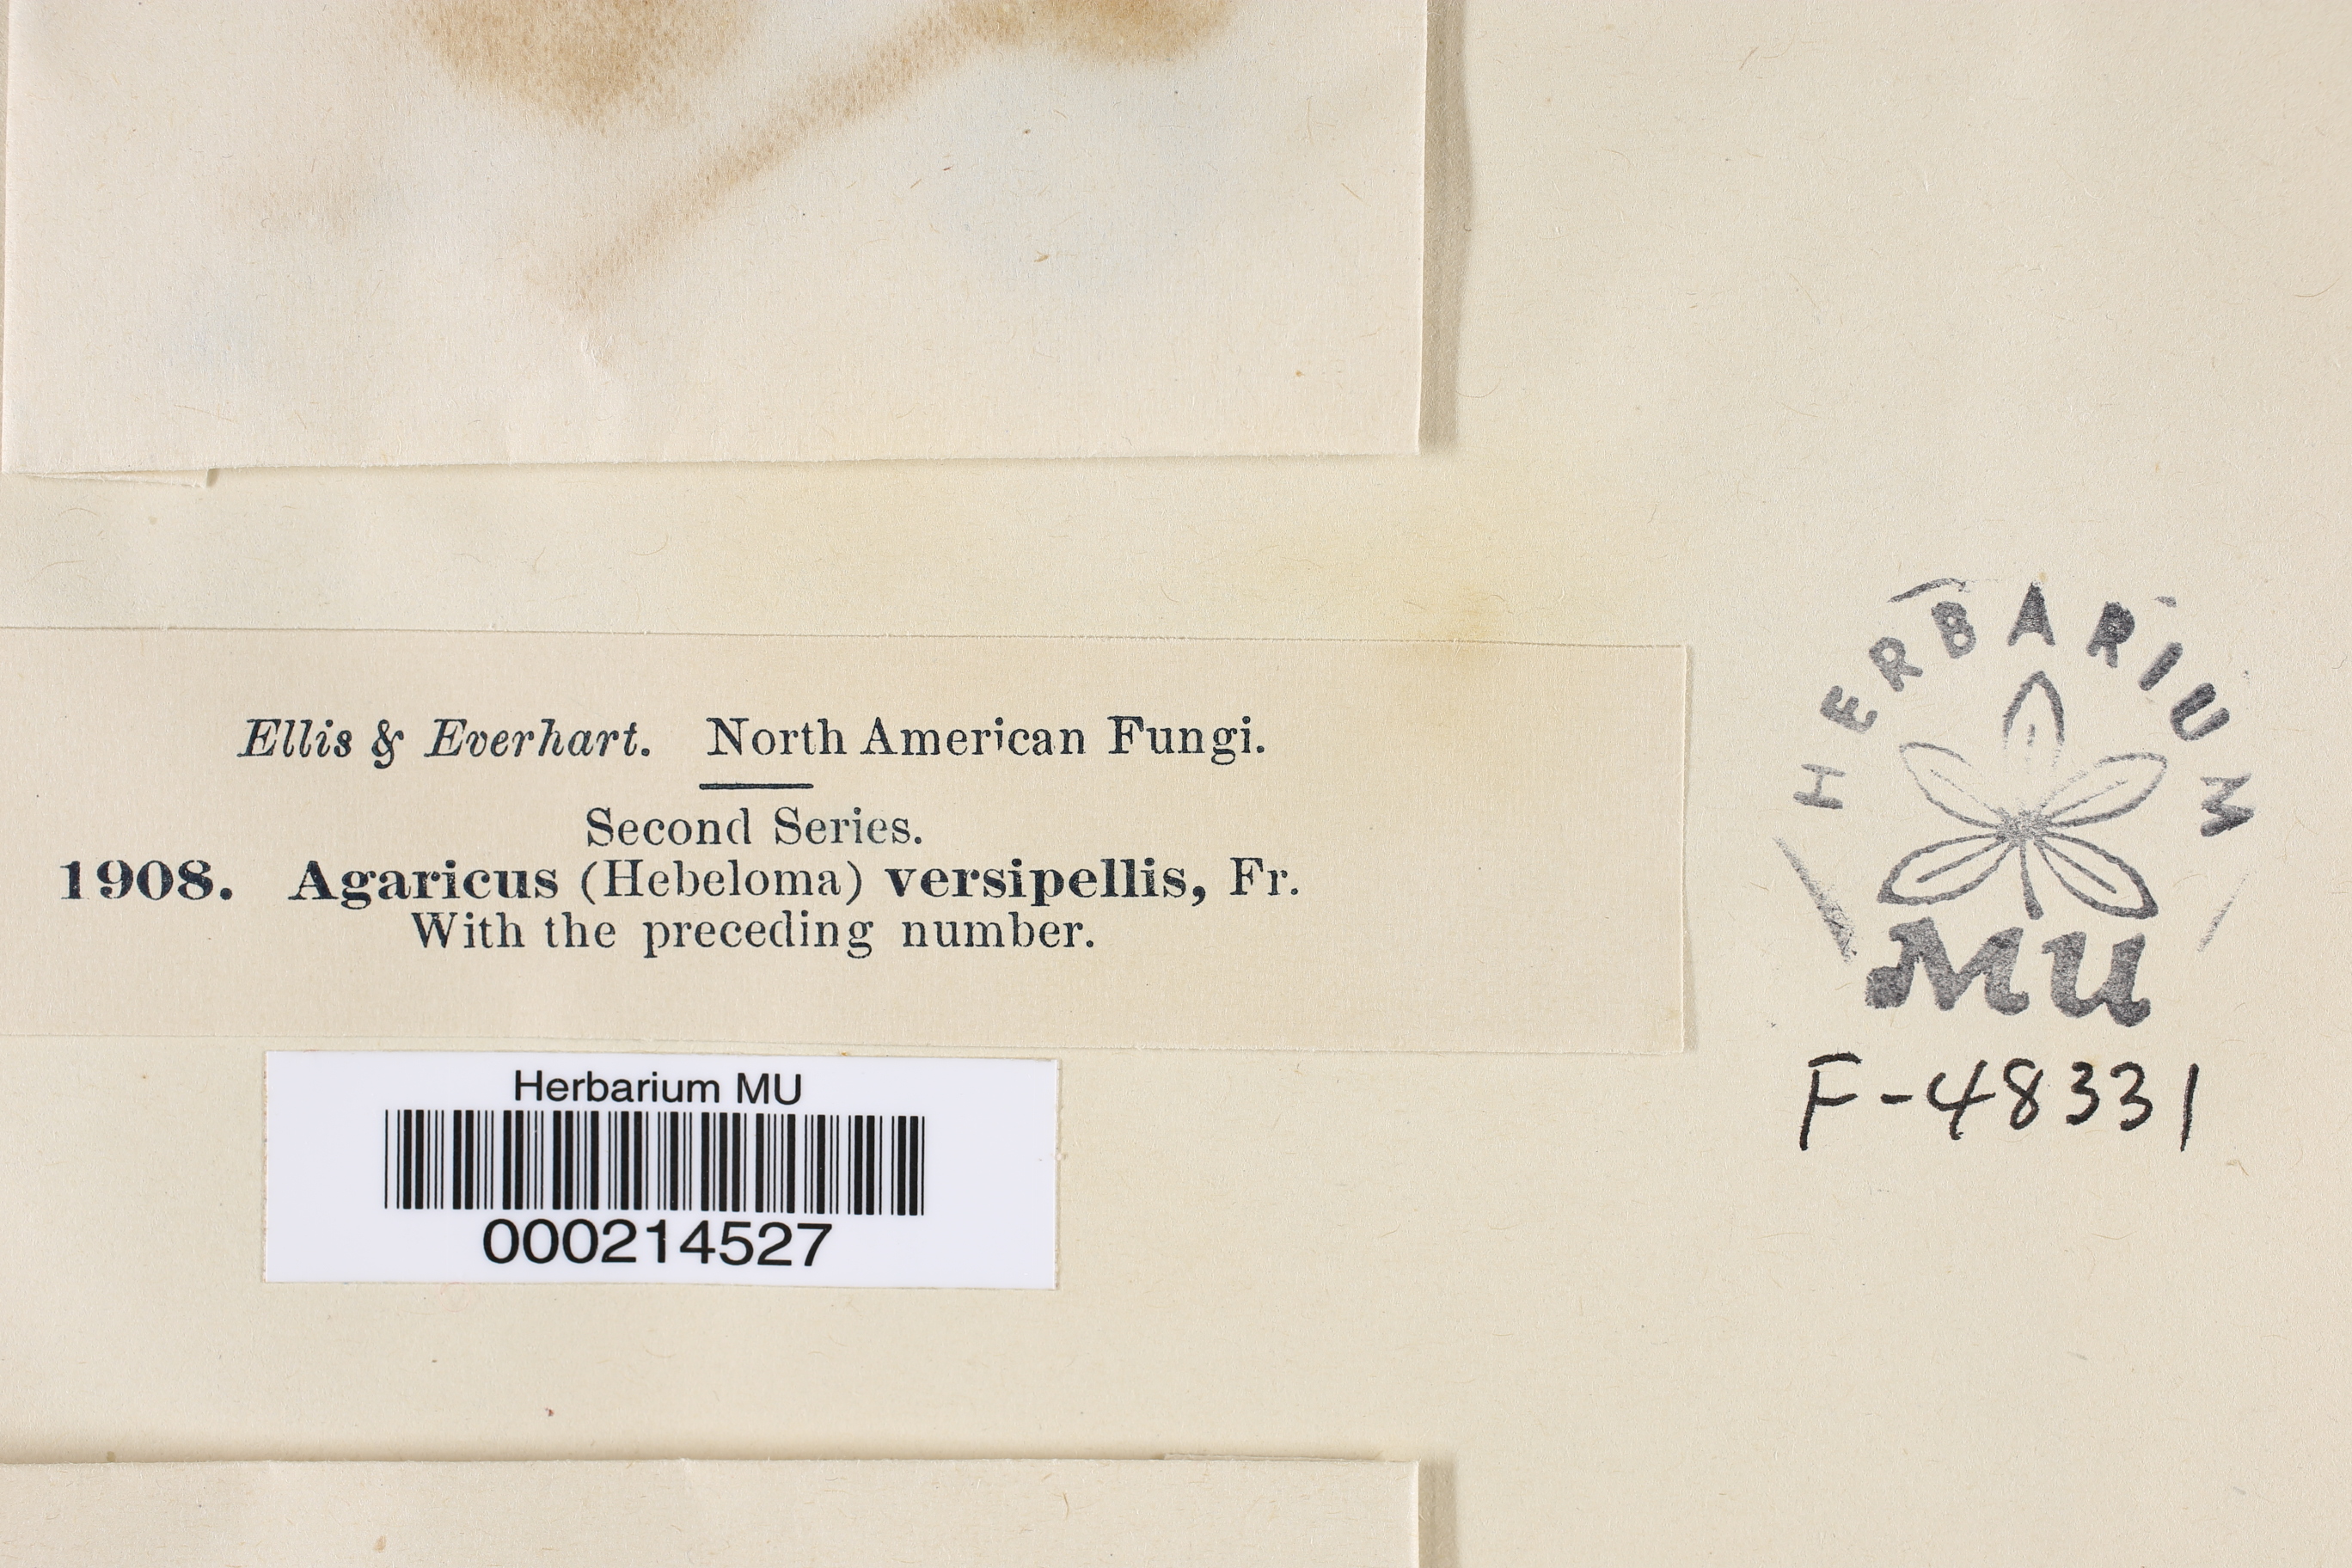 Ellis & Everhart. North American Fungi.
Second Series.
1908. Agaricus (Hebeloma) versipellis, Fr.
With the preceding number.
HERBARIUM
MU
F-48331
Herbarium MU
000214527